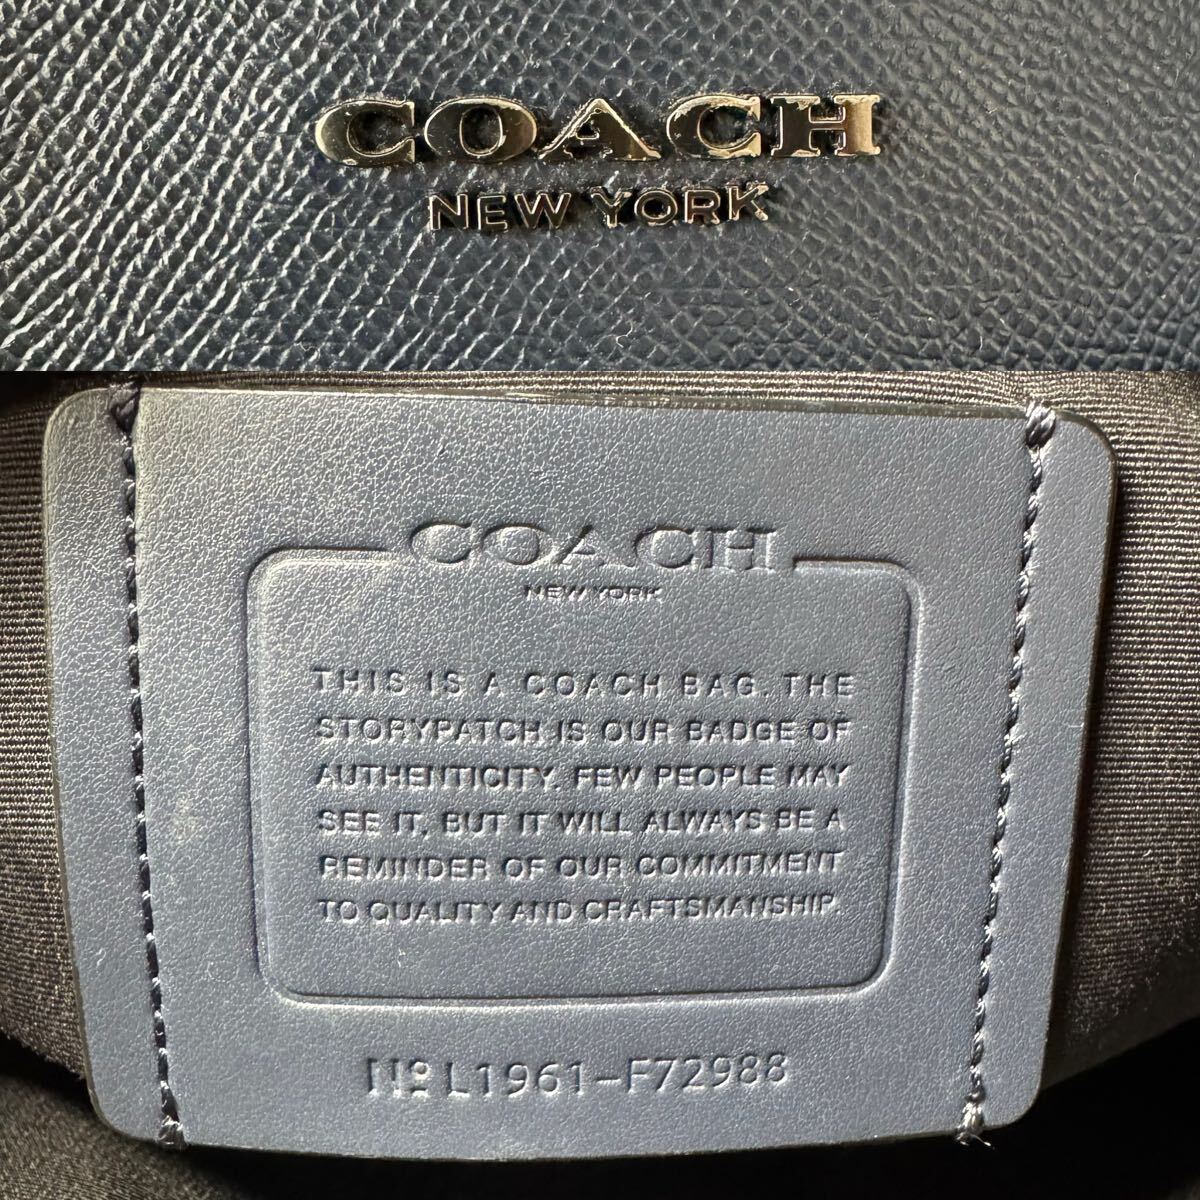 COACH
NEW YORK
COACH
NEW YORK
THIS IS A COACH BAG. THE
STORYPATCH IS OUR BADGE OF
AUTHENTICITY. FEW PEOPLE MAY
SEE IT, BUT IT WILL ALWAYS BE A
REMINDER OF OUR COMMITMENT
TO QUALITY AND CRAFTSMANSHIP.
Nº L1961-F72988